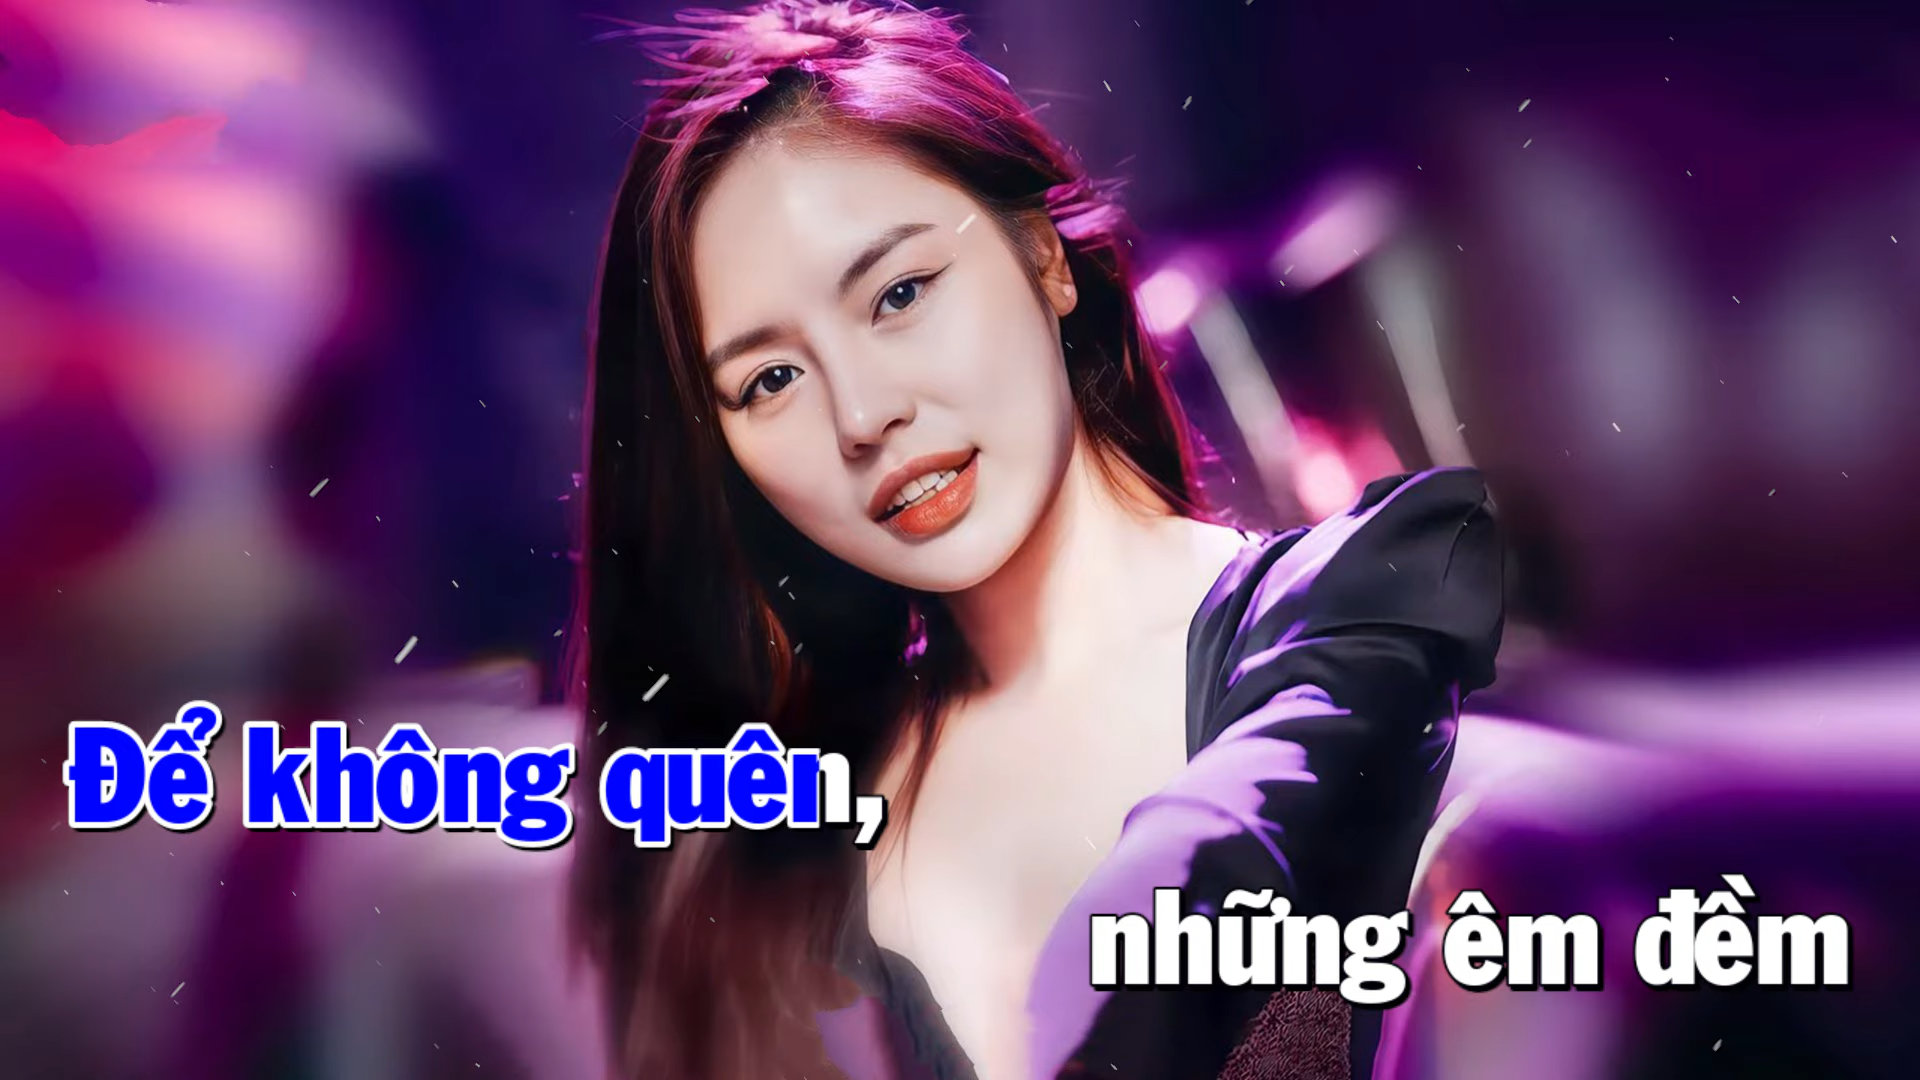 Để không quên,
những êm đềm